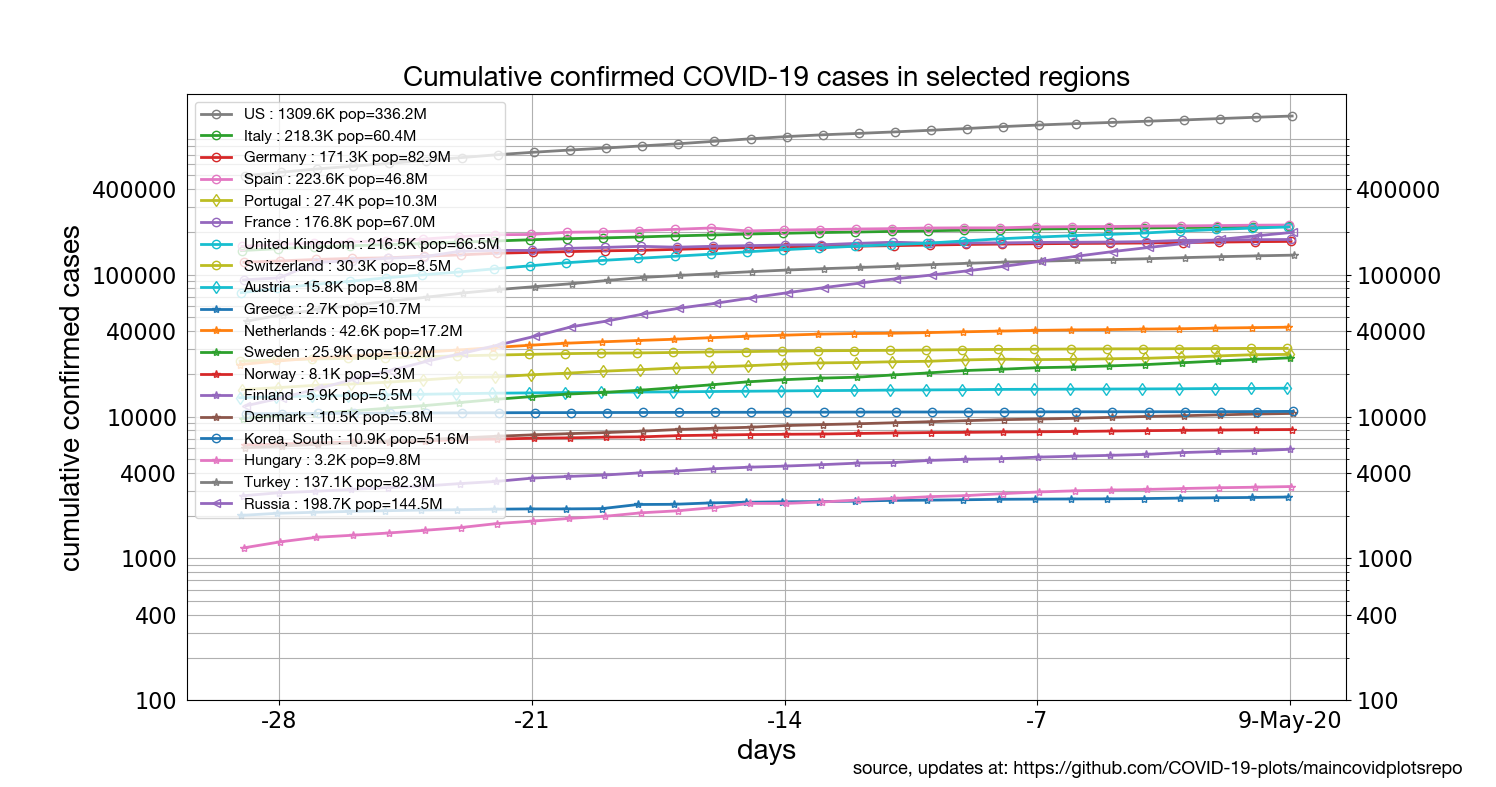 Cumulative confirmed COVID-19 cases in selected regions
US : 1309.6K pop=336.2M
Italy : 218.3K pop=60.4M
Germany : 171.3K pop=82.9M
Spain : 223.6K pop=46.8M
Portugal : 27.4K pop=10.3M
France : 176.8K pop=67.0M
United Kingdom : 216.5K pop=66.5M
Switzerland : 30.3K pop=8.5M
Austria : 15.8K pop=8.8M
Greece : 2.7K pop=10.7M
Netherlands : 42.6K pop=17.2M
Sweden : 25.9K pop=10.2M
Norway : 8.1K pop=5.3M
Finland : 5.9K pop=5.5M
Denmark : 10.5K pop=5.8M
Korea, South : 10.9K pop=51.6M
Hungary : 3.2K pop=9.8M
Turkey : 137.1K pop=82.3M
Russia : 198.7K pop=144.5M
cumulative confirmed cases
400000
100000
40000
10000
4000
1000
400
100
400000
100000
40000
10000
4000
1000
400
100
-28 -21 -14 -7 9-May-20
days
source, updates at: https://github.com/COVID-19-plots/maincovidplotsrepo